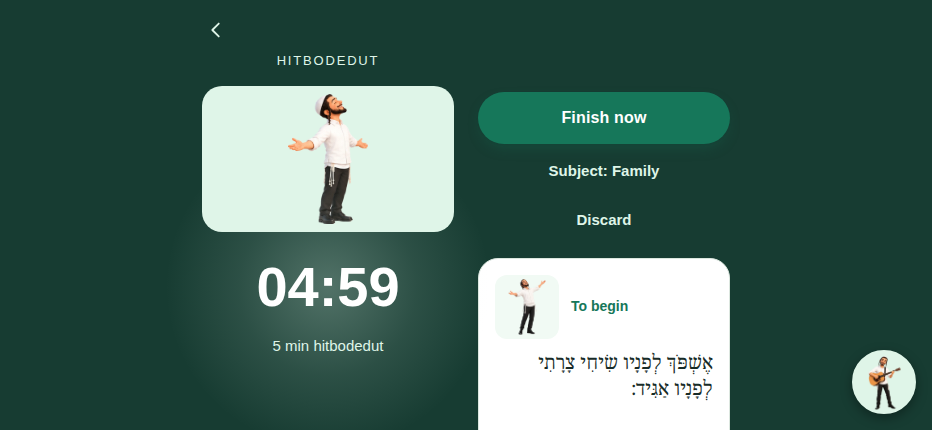 HITBODEDUT
04:59
5 min hitbodedut
Finish now
Subject: Family
Discard
To begin
אֶשְׁפֹּךְ לְפָנָיו שִׂיחִי צָרָתִי
לְפָנָיו אַגִּיד: